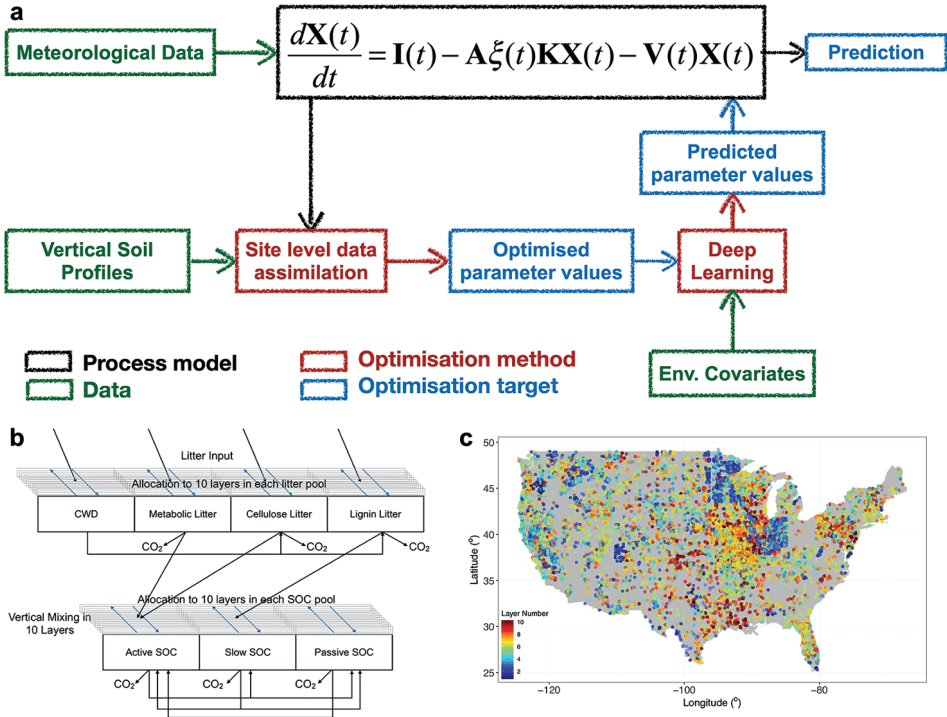 a
Meteorological Data
dX(t)
dt
= I(t) – Aξ(t)KX(t) – V(t)X(t)
Prediction
Predicted
parameter values
Vertical Soil
Profiles
Site level data
assimilation
Optimised
parameter values
Deep
Learning
Process model
Data
Optimisation method
Optimisation target
Env. Covariates
b
Litter Input
Allocation to 10 layers in each litter pool
CWD
Metabolic Litter
Cellulose Litter
Lignin Litter
CO2
CO2
CO2
Allocation to 10 layers in each SOC pool
Vertical Mixing in
10 Layers
Active SOC
Slow SOC
Passive SOC
CO2
CO2
CO2
c
50
45
40
35
30
25
Latitude (°)
Layer Number
10
8
6
4
2
−120
−100
−80
Longitude (°)